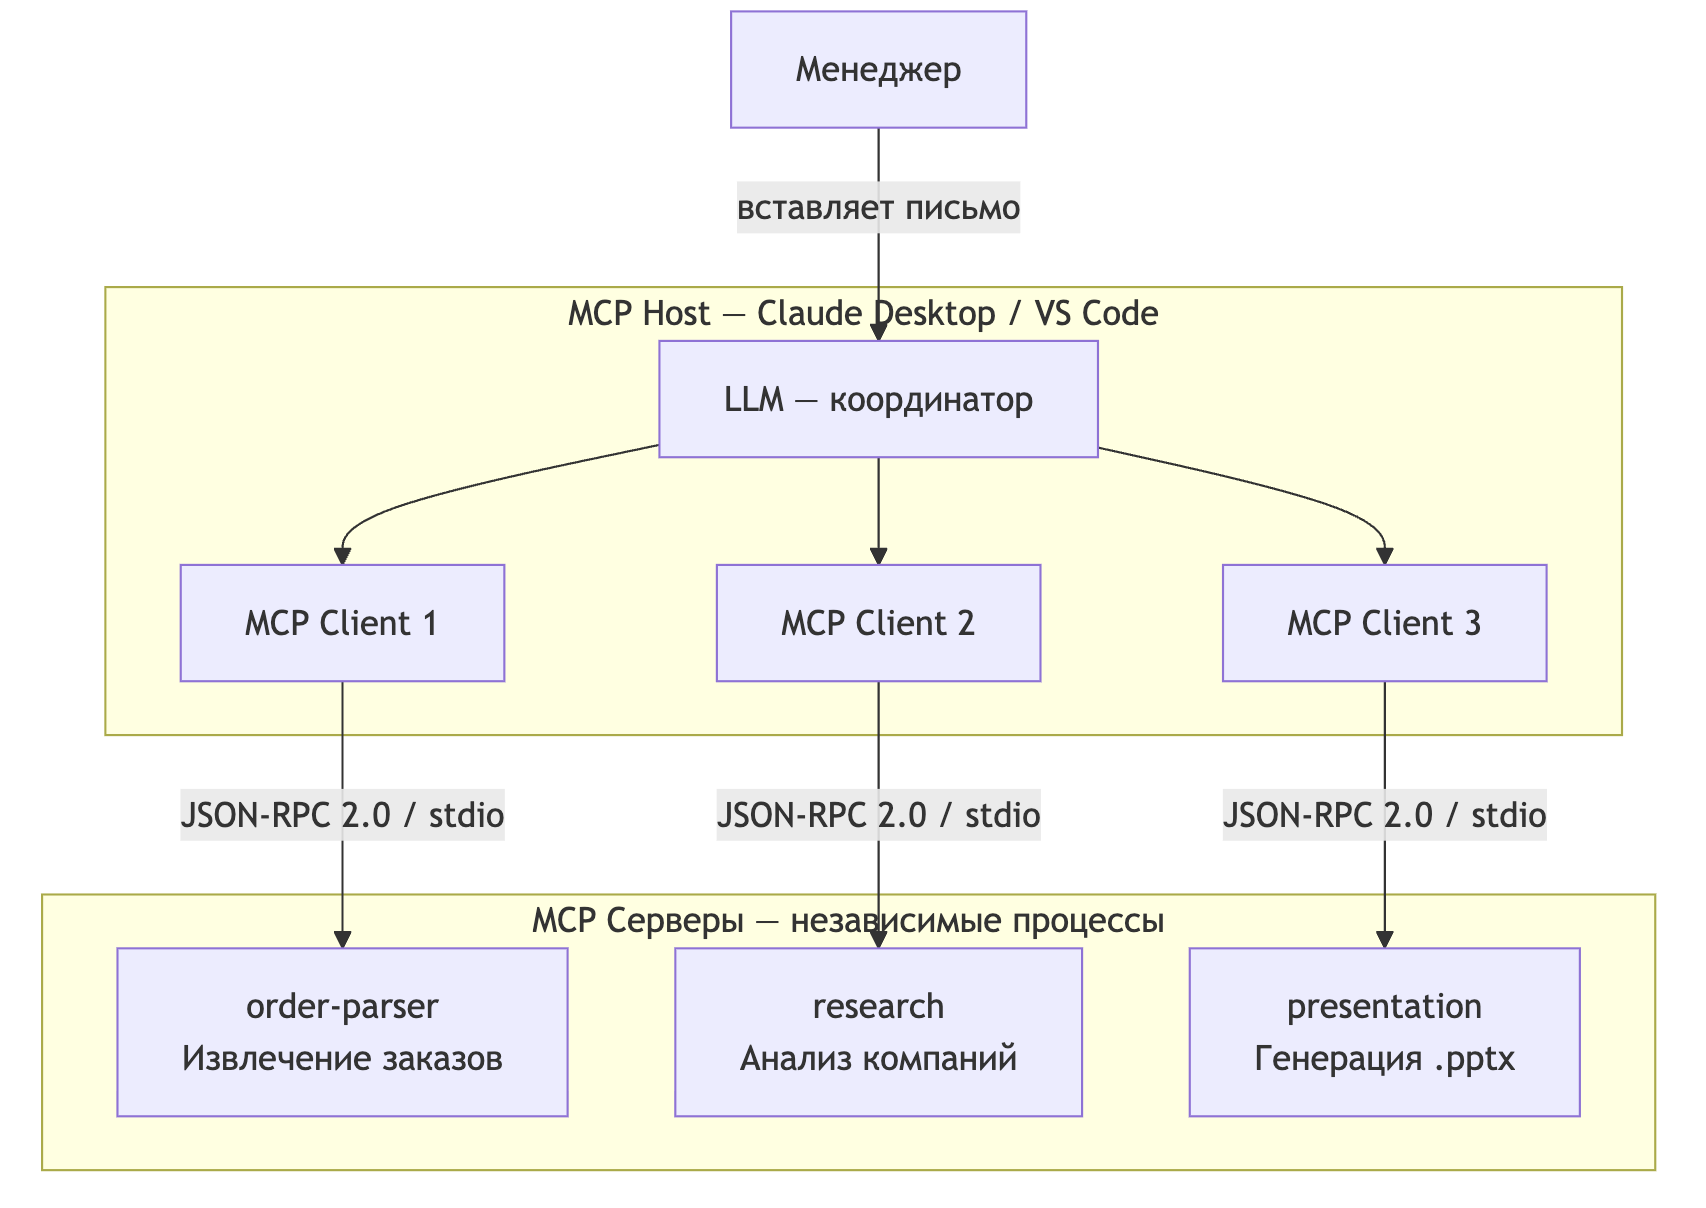 Менеджер
вставляет письмо
MCP Host — Claude Desktop / VS Code
LLM — координатор
MCP Client 1
MCP Client 2
MCP Client 3
JSON-RPC 2.0 / stdio
JSON-RPC 2.0 / stdio
JSON-RPC 2.0 / stdio
MCP Серверы — независимые процессы
order-parser
Извлечение заказов
research
Анализ компаний
presentation
Генерация .pptx